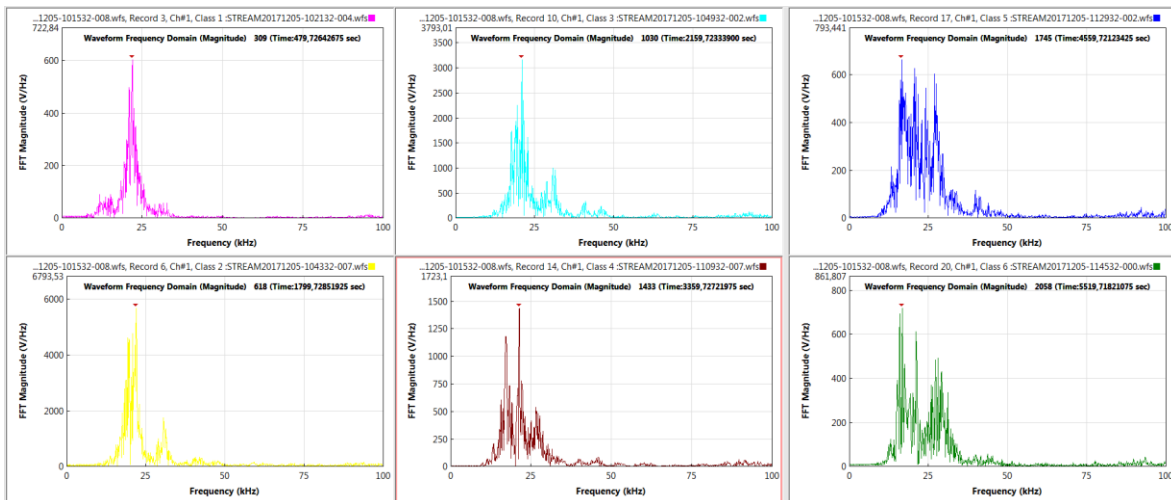 ...1205-101532-008.wfs, Record 3, Ch#1, Class 1 :STREAM20171205-102132-004.wfs
722,84
Waveform Frequency Domain (Magnitude) 309 (Time:479,72642675 sec)
FFT Magnitude (V/Hz)
600
400
200
0
0 25 50 75 100
Frequency (kHz)
...1205-101532-008.wfs, Record 10, Ch#1, Class 3 :STREAM20171205-104932-002.wfs
3793,01
Waveform Frequency Domain (Magnitude) 1030 (Time:2159,72333900 sec)
FFT Magnitude (V/Hz)
3500
3000
2500
2000
1500
1000
500
0
0 25 50 75 100
Frequency (kHz)
...1205-101532-008.wfs, Record 17, Ch#1, Class 5 :STREAM20171205-112932-002.wfs
793,441
Waveform Frequency Domain (Magnitude) 1745 (Time:4559,72123425 sec)
FFT Magnitude (V/Hz)
600
400
200
0
0 25 50 75 100
Frequency (kHz)
...1205-101532-008.wfs, Record 6, Ch#1, Class 2 :STREAM20171205-104332-007.wfs
6793,53
Waveform Frequency Domain (Magnitude) 618 (Time:1799,72851925 sec)
FFT Magnitude (V/Hz)
6000
4000
2000
0
0 25 50 75 100
Frequency (kHz)
...1205-101532-008.wfs, Record 14, Ch#1, Class 4 :STREAM20171205-110932-007.wfs
1723,1
Waveform Frequency Domain (Magnitude) 1433 (Time:3359,72721975 sec)
FFT Magnitude (V/Hz)
1500
1250
1000
750
500
250
0
0 25 50 75 100
Frequency (kHz)
...1205-101532-008.wfs, Record 20, Ch#1, Class 6 :STREAM20171205-114532-000.wfs
861,807
Waveform Frequency Domain (Magnitude) 2058 (Time:5519,71821075 sec)
FFT Magnitude (V/Hz)
800
600
400
200
0
0 25 50 75 100
Frequency (kHz)